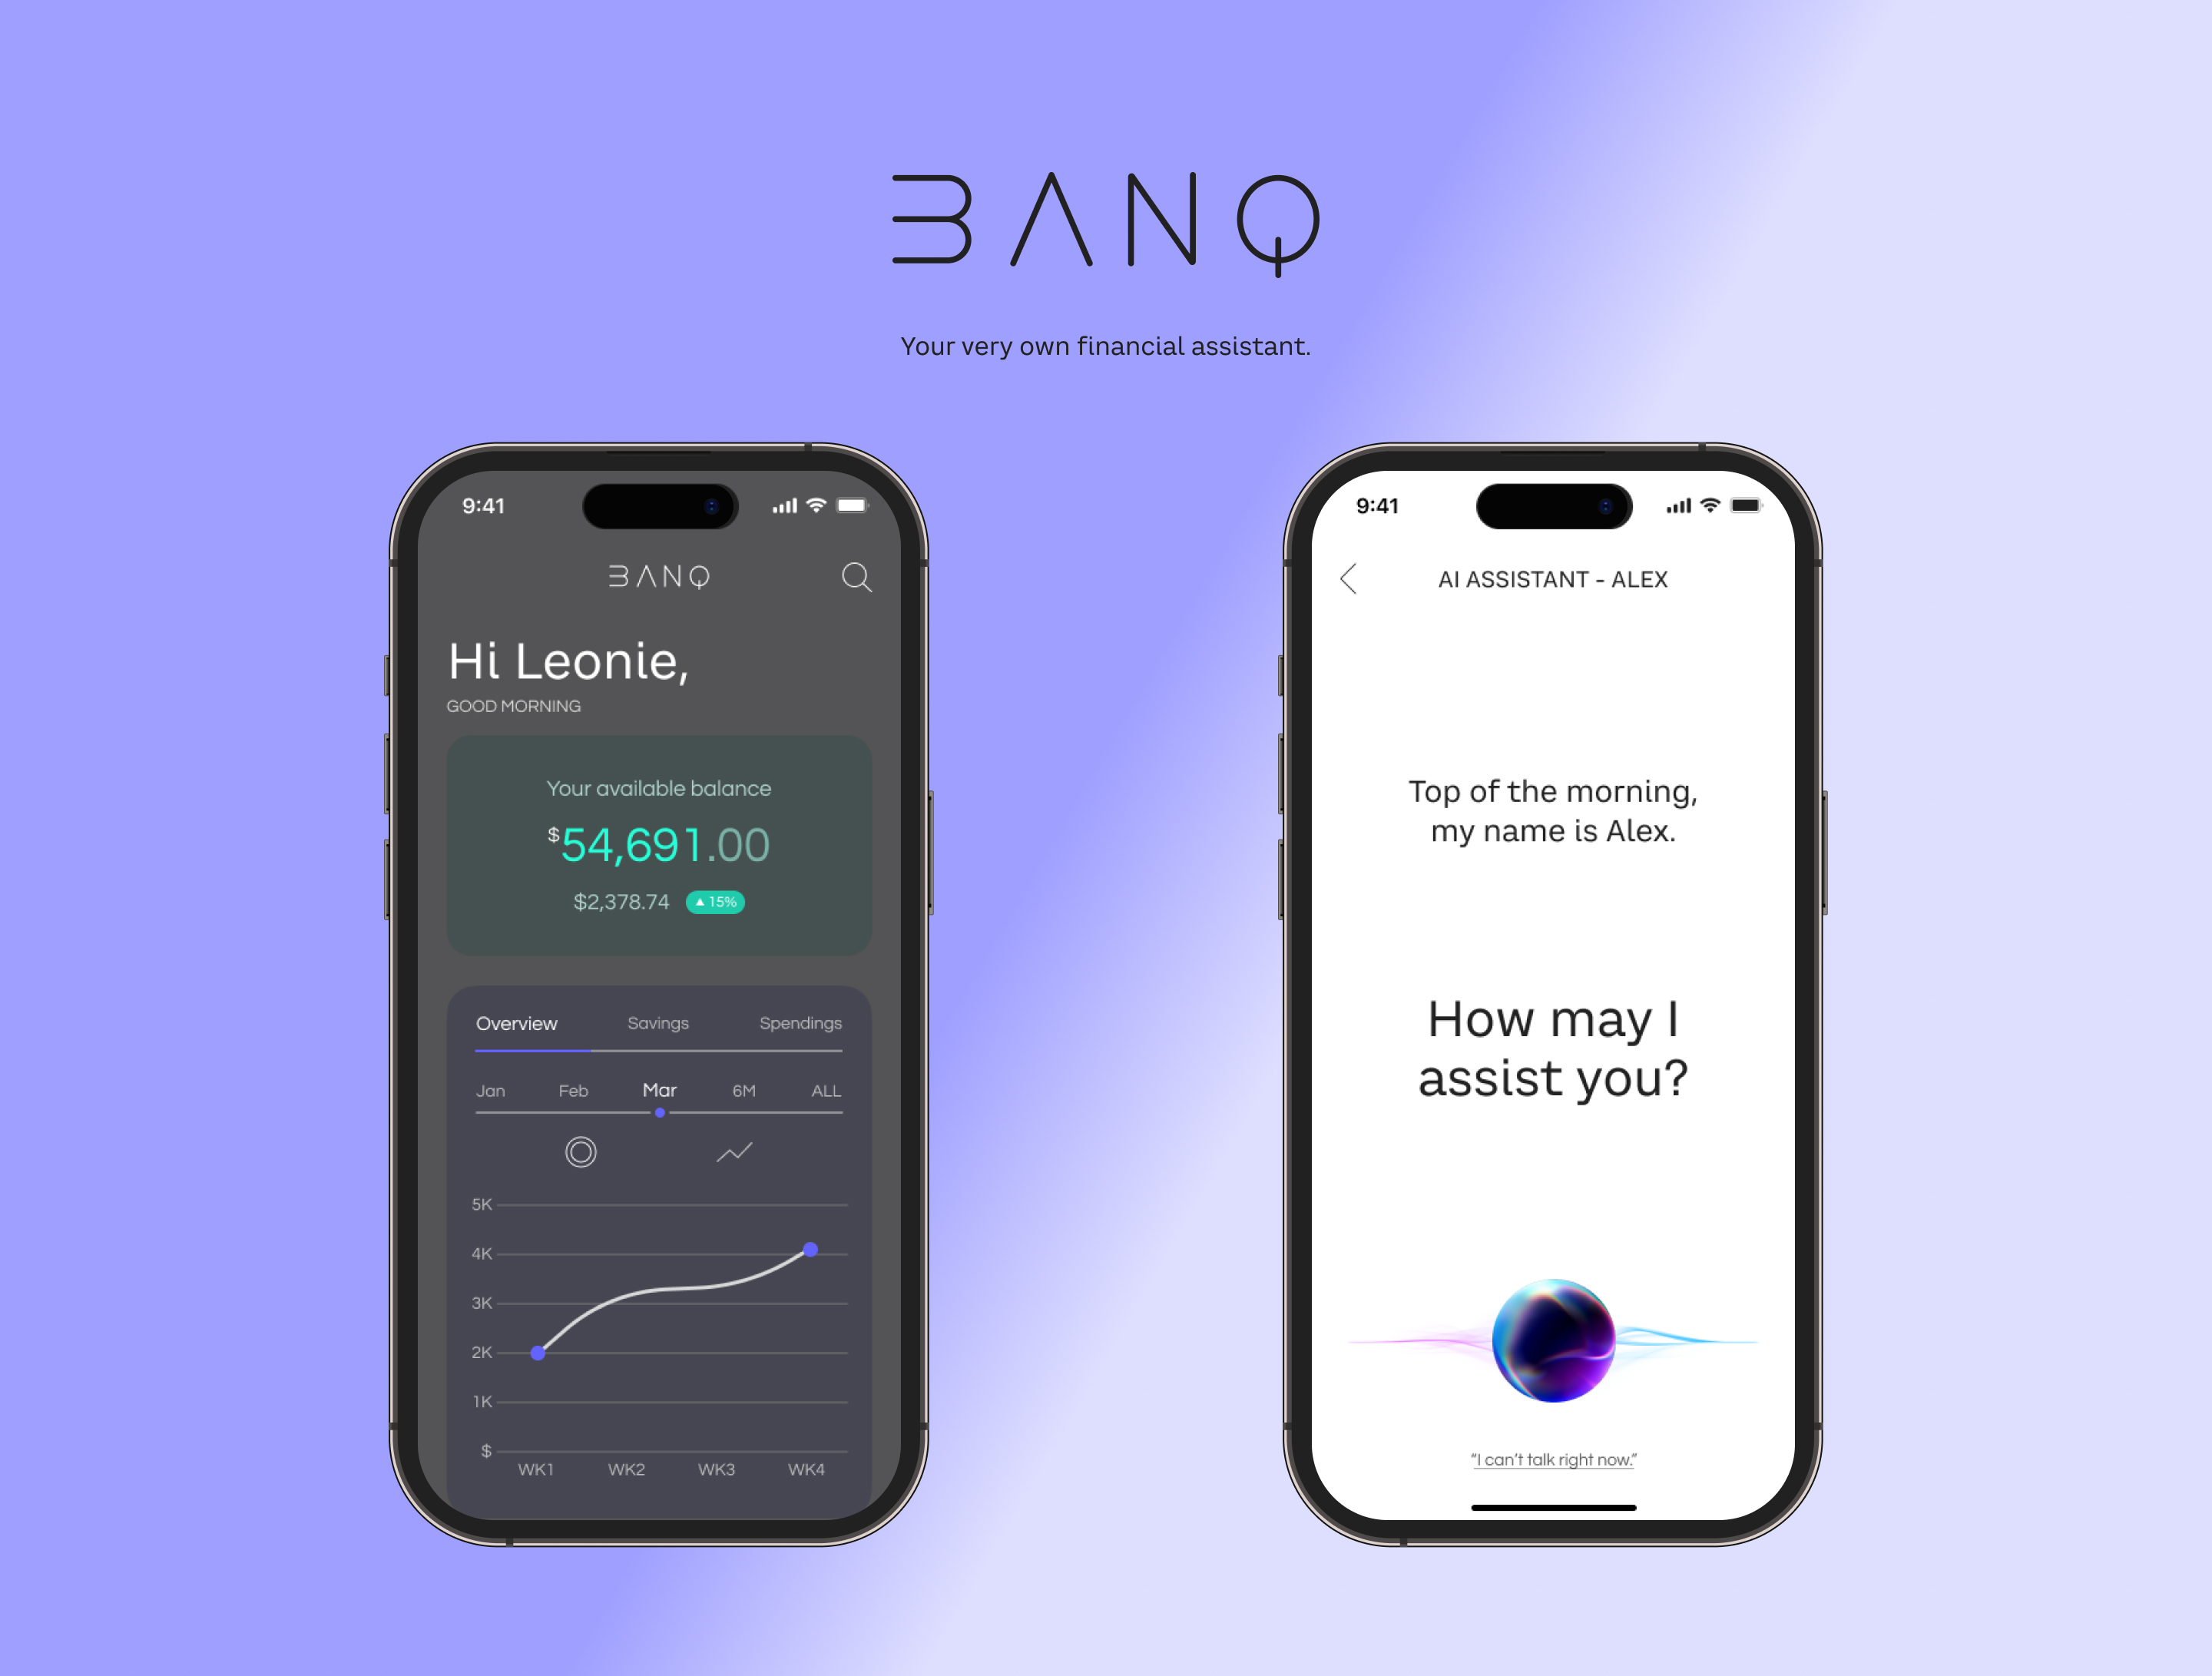 BANQ
Your very own financial assistant.
9:41
BANQ
Hi Leonie,
GOOD MORNING
Your available balance
$54,691.00
$2,378.74 ▲ 15%
Overview Savings Spendings
Jan Feb Mar 6M ALL
5K
4K
3K
2K
1K
$
WK1 WK2 WK3 WK4
9:41
AI ASSISTANT - ALEX
Top of the morning,
my name is Alex.
How may I
assist you?
“I can’t talk right now.”